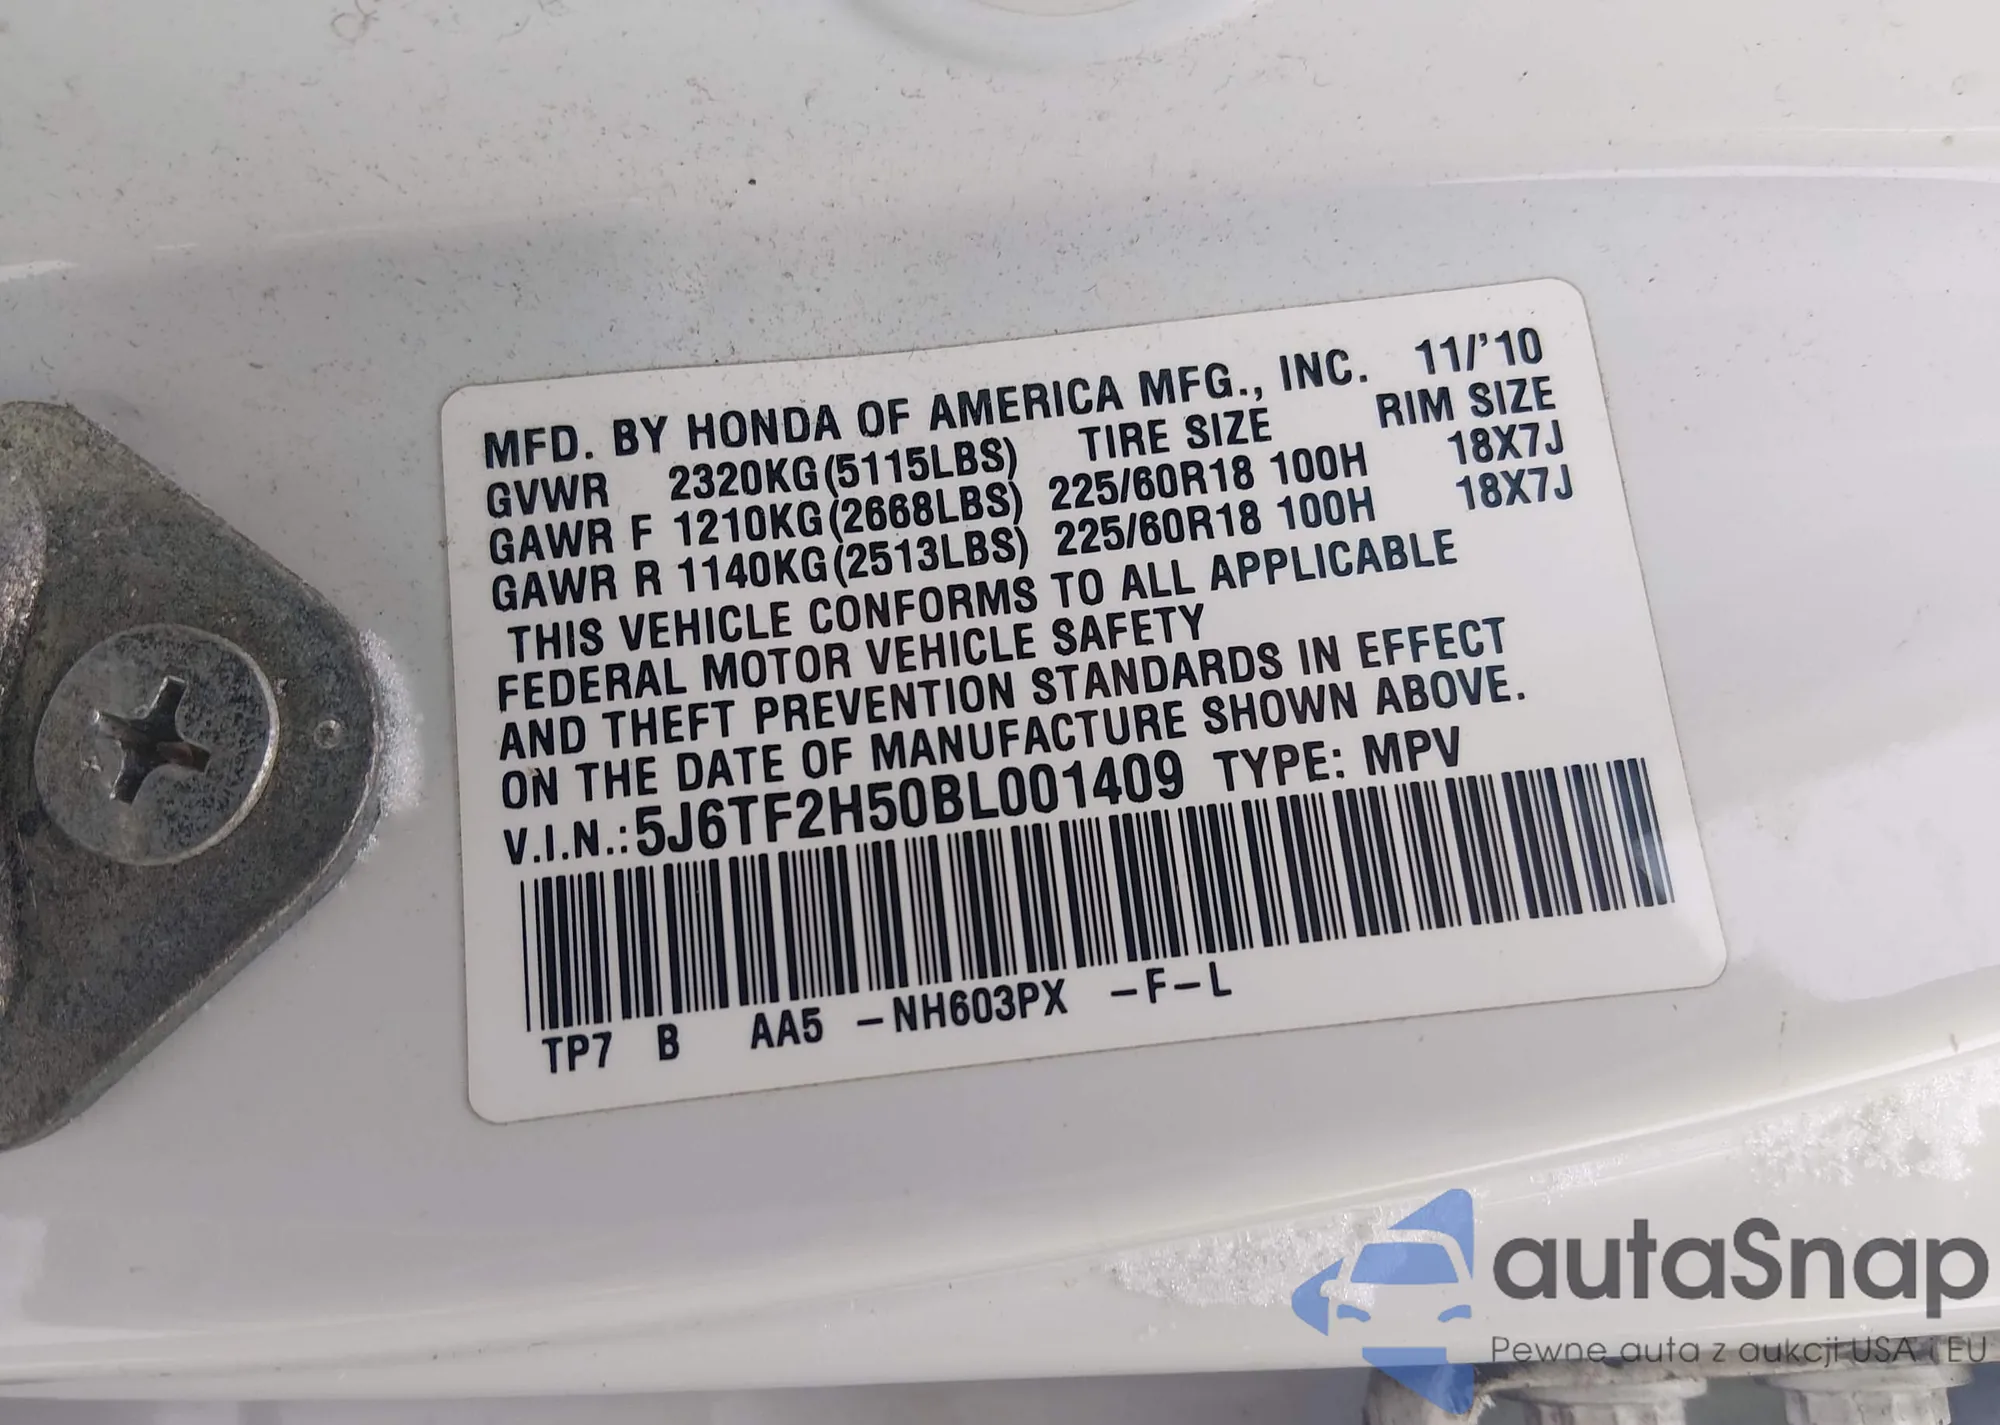 MFD. BY HONDA OF AMERICA MFG., INC. 11/'10
GVWR 2320KG(5115LBS) TIRE SIZE RIM SIZE
GAWR F 1210KG(2668LBS) 225/60R18 100H 18X7J
GAWR R 1140KG(2513LBS) 225/60R18 100H 18X7J
THIS VEHICLE CONFORMS TO ALL APPLICABLE
FEDERAL MOTOR VEHICLE SAFETY
AND THEFT PREVENTION STANDARDS IN EFFECT
ON THE DATE OF MANUFACTURE SHOWN ABOVE.
V.I.N.:5J6TF2H50BL001409 TYPE: MPV
TP7 B AA5 -NH603PX -F-L
autaSnap
Pewne auta z aukcji USA i EU